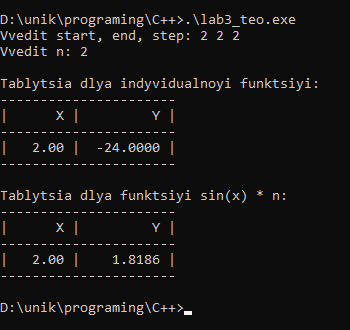 D:\unik\programing\C++>.\lab3_teo.exe
Vvedit start, end, step: 2 2 2
Vvedit n: 2
Tablytsia dlya indyvidualnoyi funktsiyi:
----------------------
|      X |         Y |
----------------------
|   2.00 |  -24.0000 |
----------------------
Tablytsia dlya funktsiyi sin(x) * n:
----------------------
|      X |         Y |
----------------------
|   2.00 |    1.8186 |
----------------------
D:\unik\programing\C++>